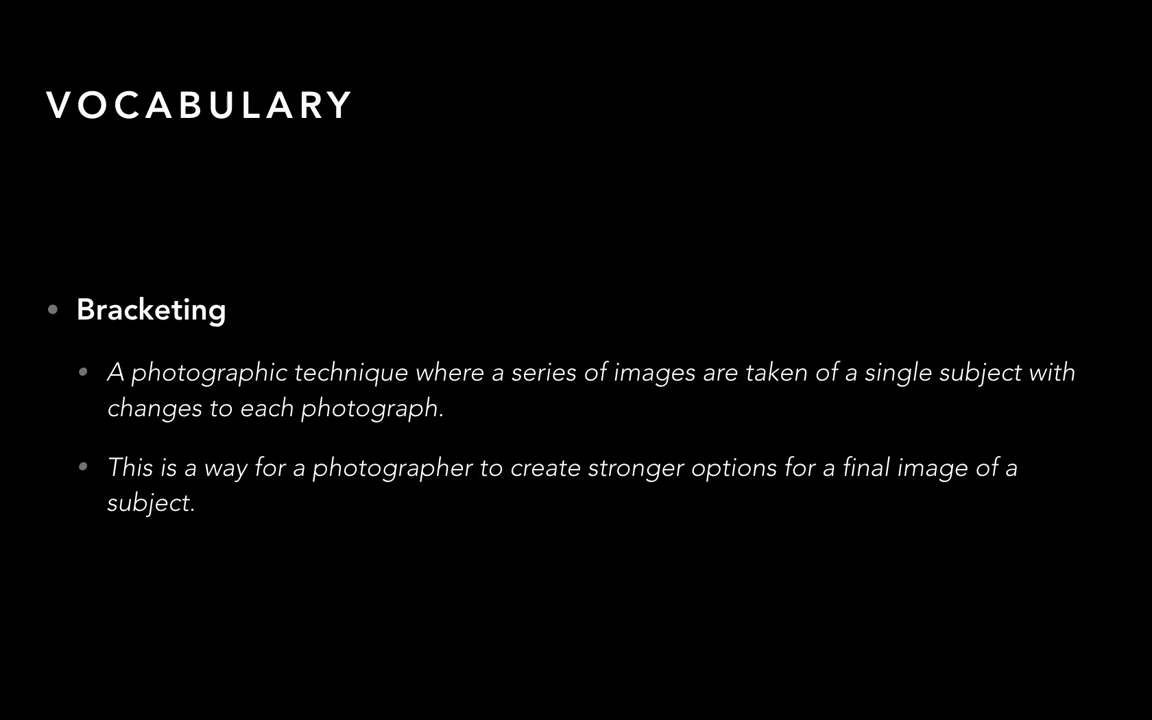 VOCABULARY
• Bracketing
• A photographic technique where a series of images are taken of a single subject with
changes to each photograph.
• This is a way for a photographer to create stronger options for a final image of a
subject.